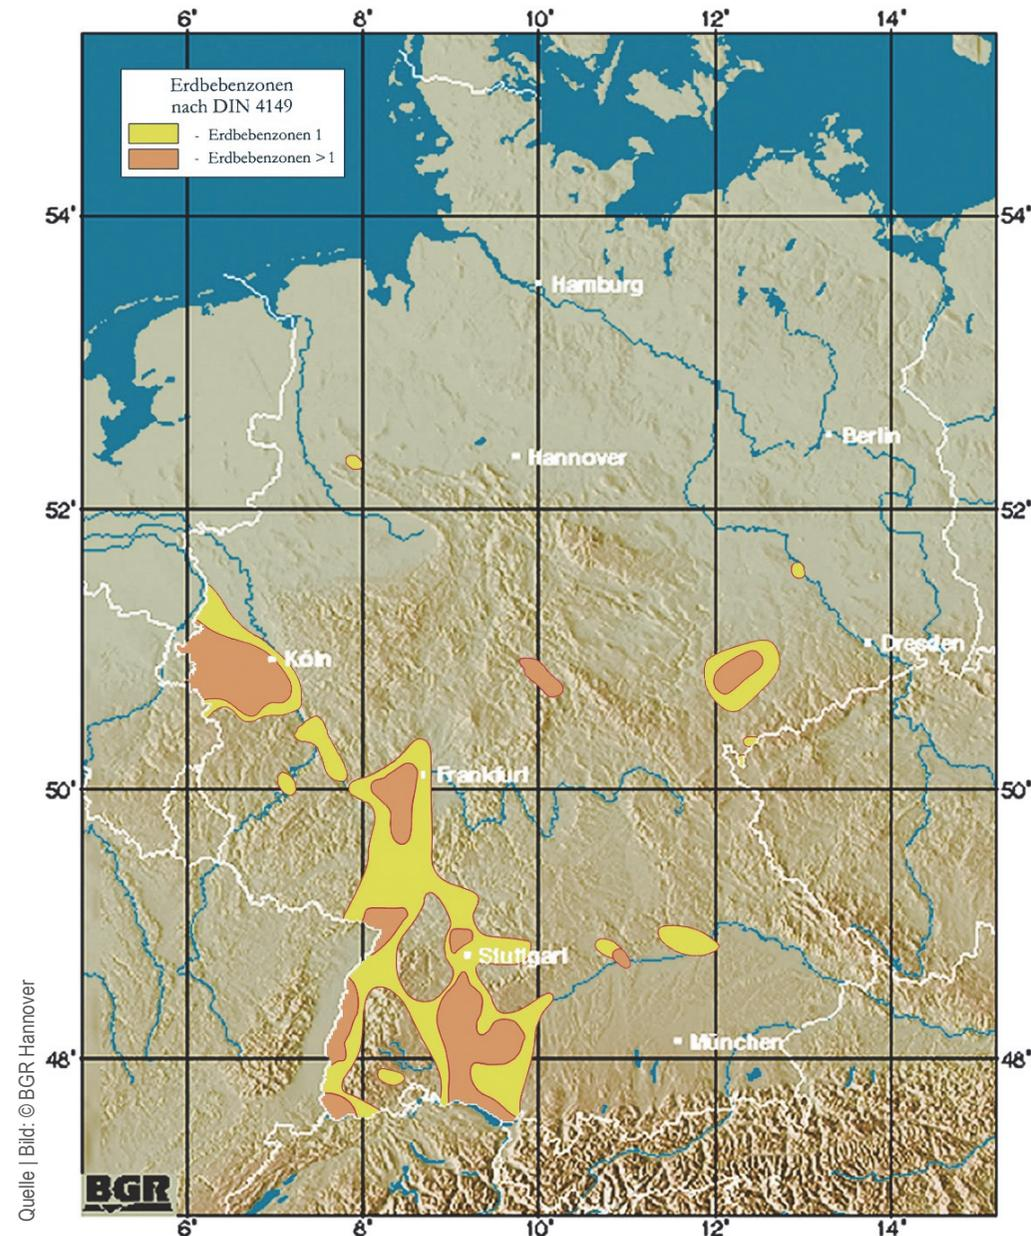 6° 8° 10° 12° 14°
Erdbebenzonen
nach DIN 4149
- Erdbebenzonen 1
- Erdbebenzonen >1
54° 54°
Hamburg
Berlin
Hannover
52° 52°
Dresden
Köln
Frankfurt
50° 50°
Stuttgart
München
48° 48°
BGR
6° 8° 10° 12° 14°
Quelle | Bild: © BGR Hannover